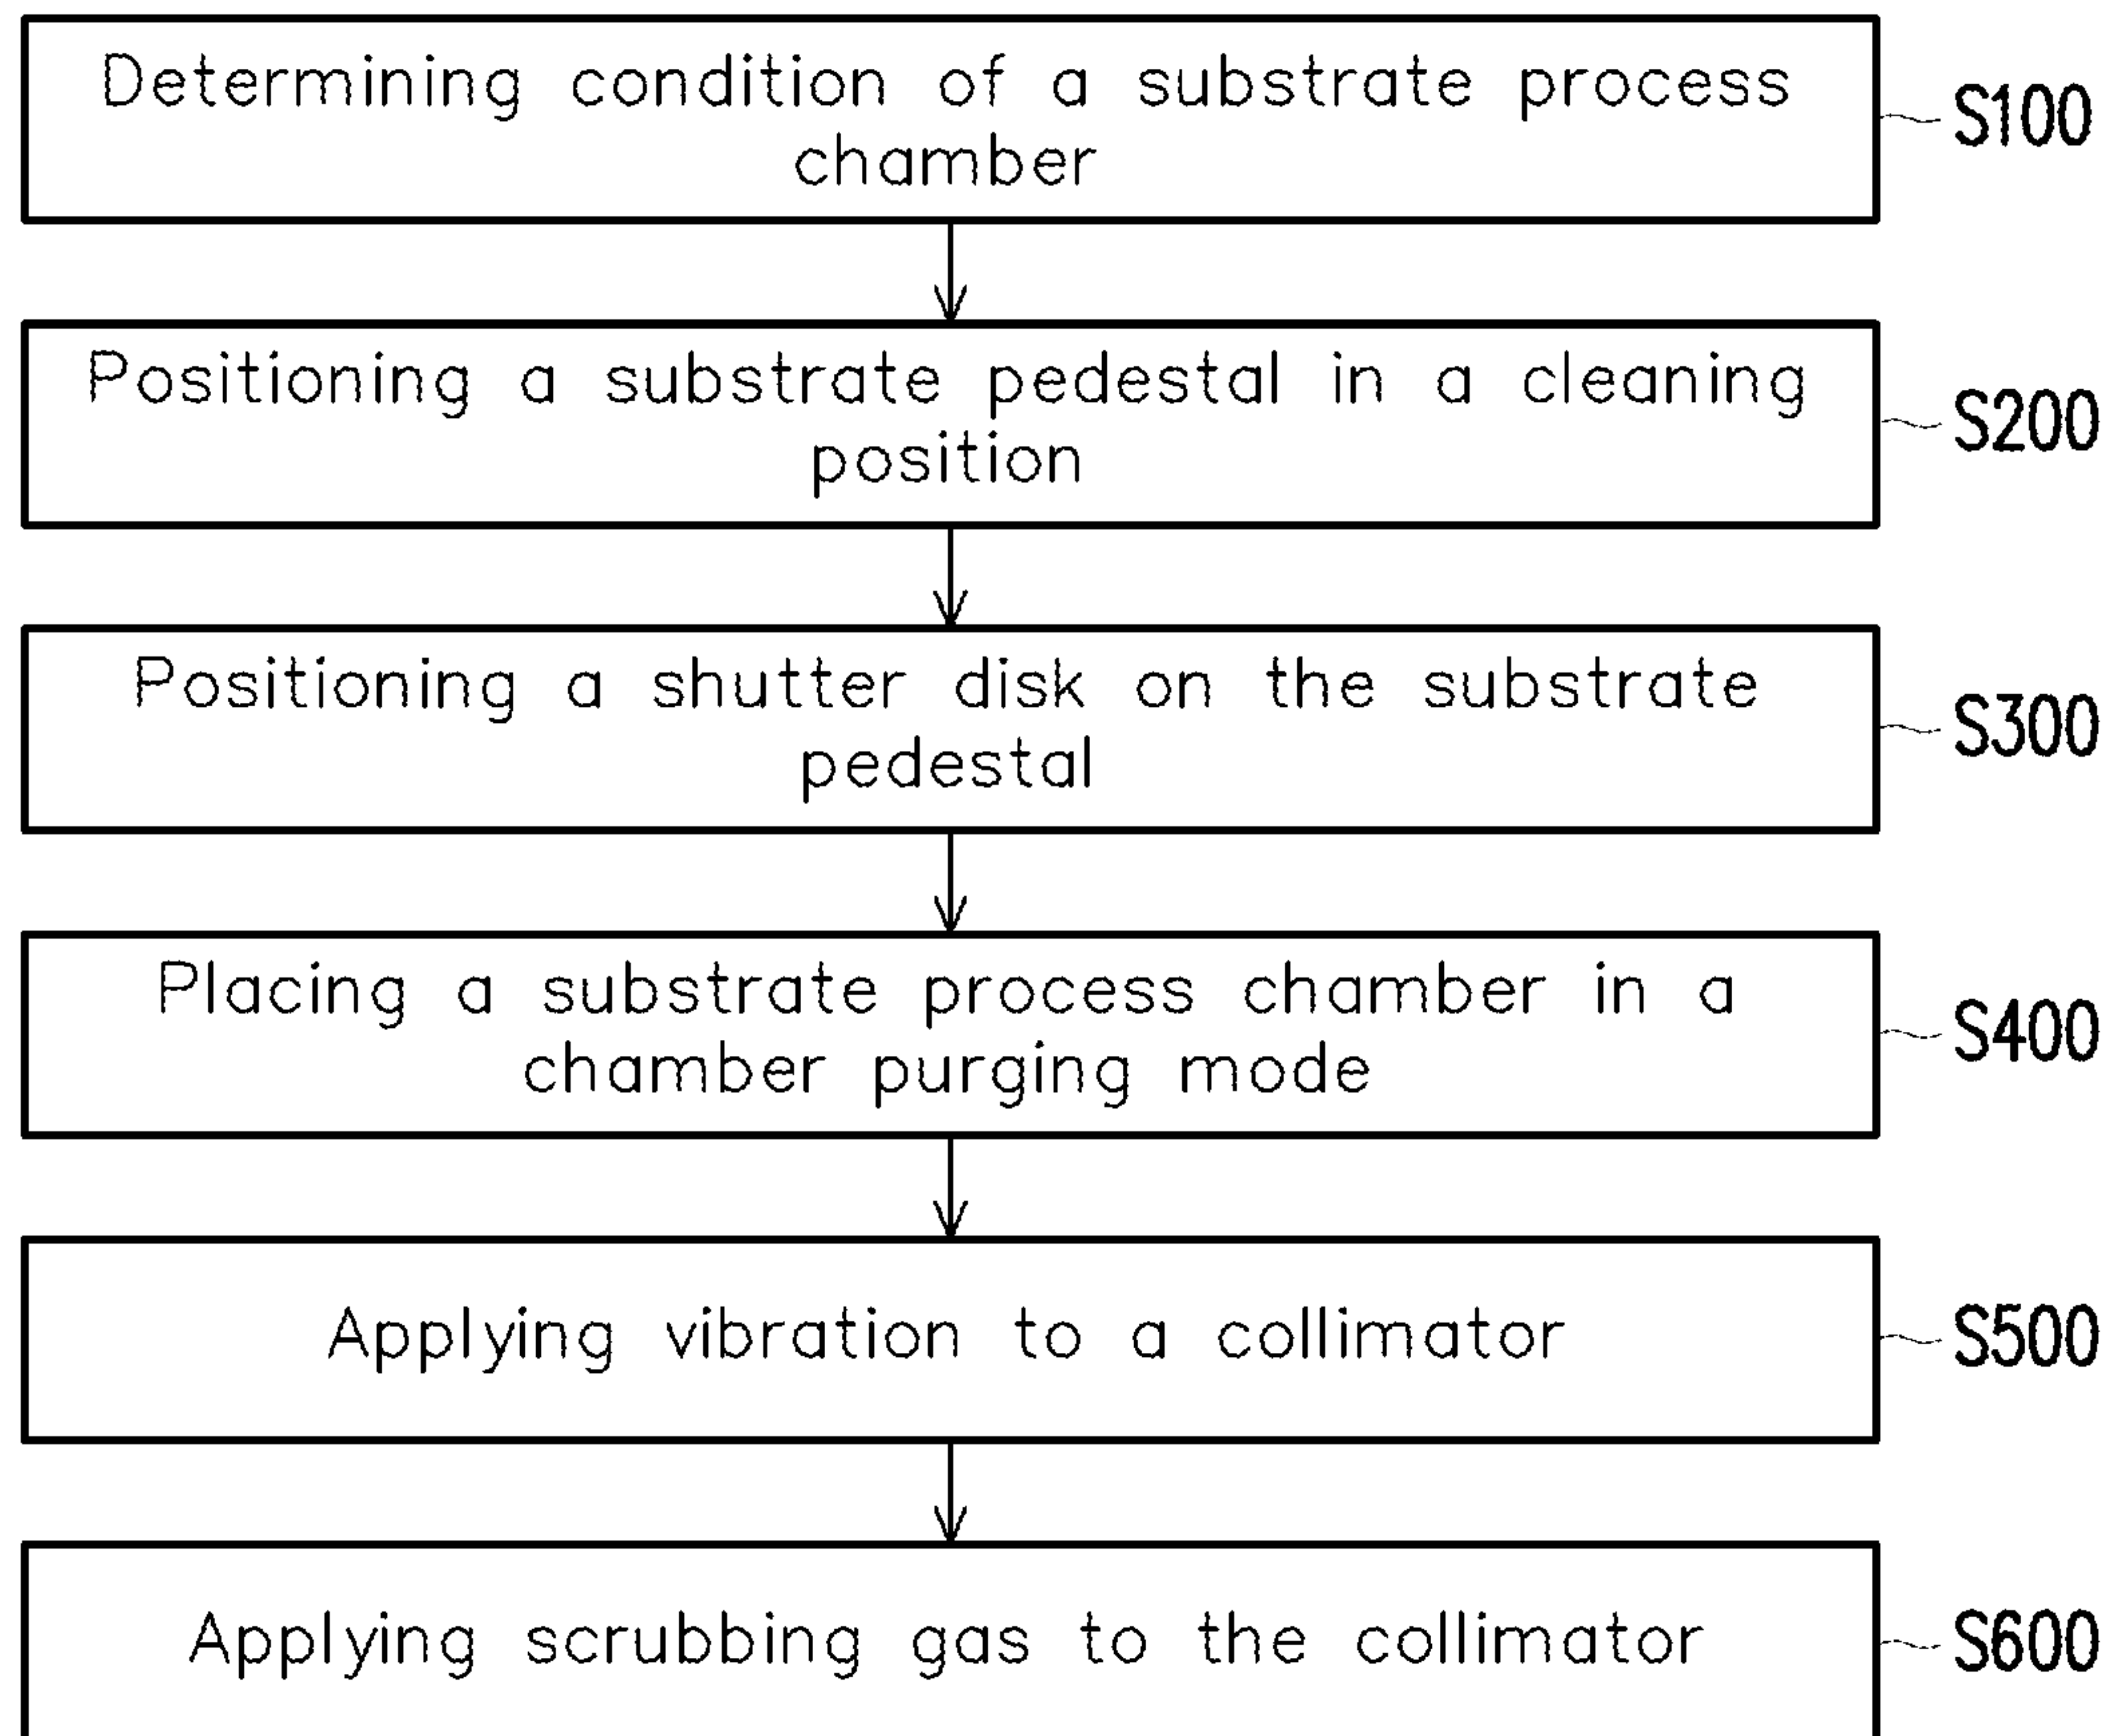 Determining condition of a substrate process
chamber
S100
Positioning a substrate pedestal in a cleaning
position
S200
Positioning a shutter disk on the substrate
pedestal
S300
Placing a substrate process chamber in a
chamber purging mode
S400
Applying vibration to a collimator
S500
Applying scrubbing gas to the collimator
S600